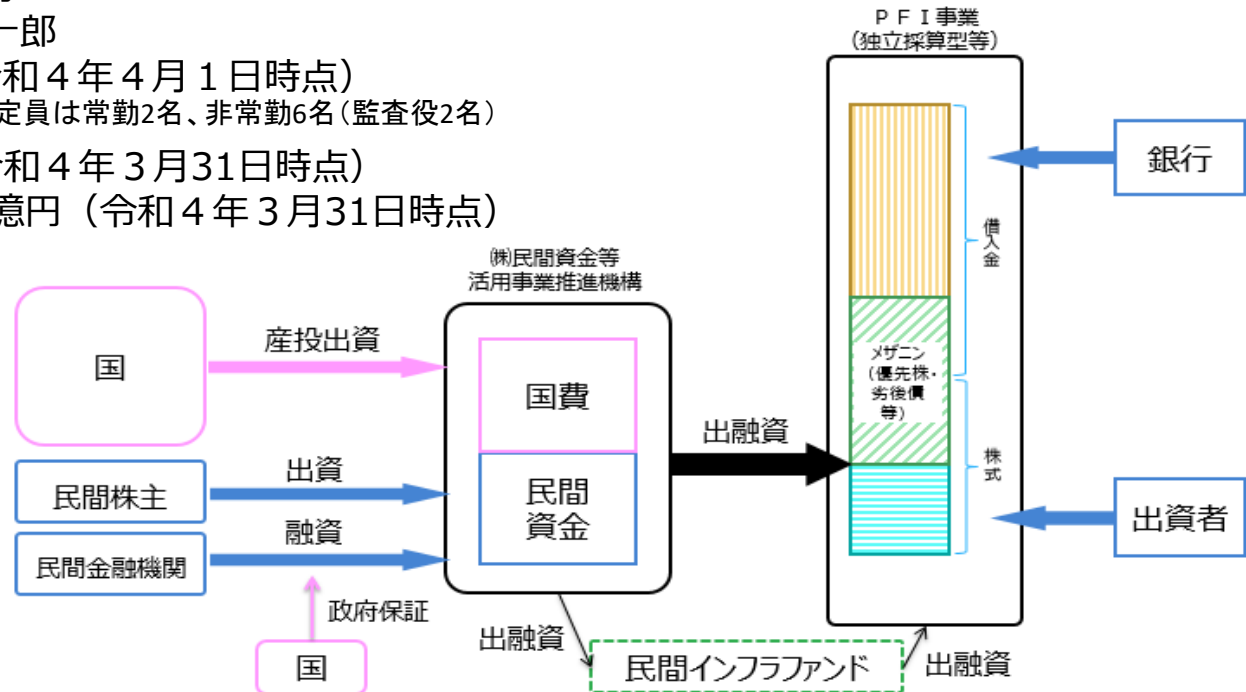 一郎
和４年４月１日時点）
定員は常勤2名、非常勤6名（監査役2名）
和４年３月31日時点）
億円（令和４年３月31日時点）
ＰＦＩ事業
（独立採算型等）
銀行
借入金
㈱民間資金等
活用事業推進機構
国
産投出資
国費
メザニン
（優先株・
劣後債
等）
出融資
株式
民間株主
出資
民間
資金
出資者
民間金融機関
融資
政府保証
国
出融資
民間インフラファンド
出融資